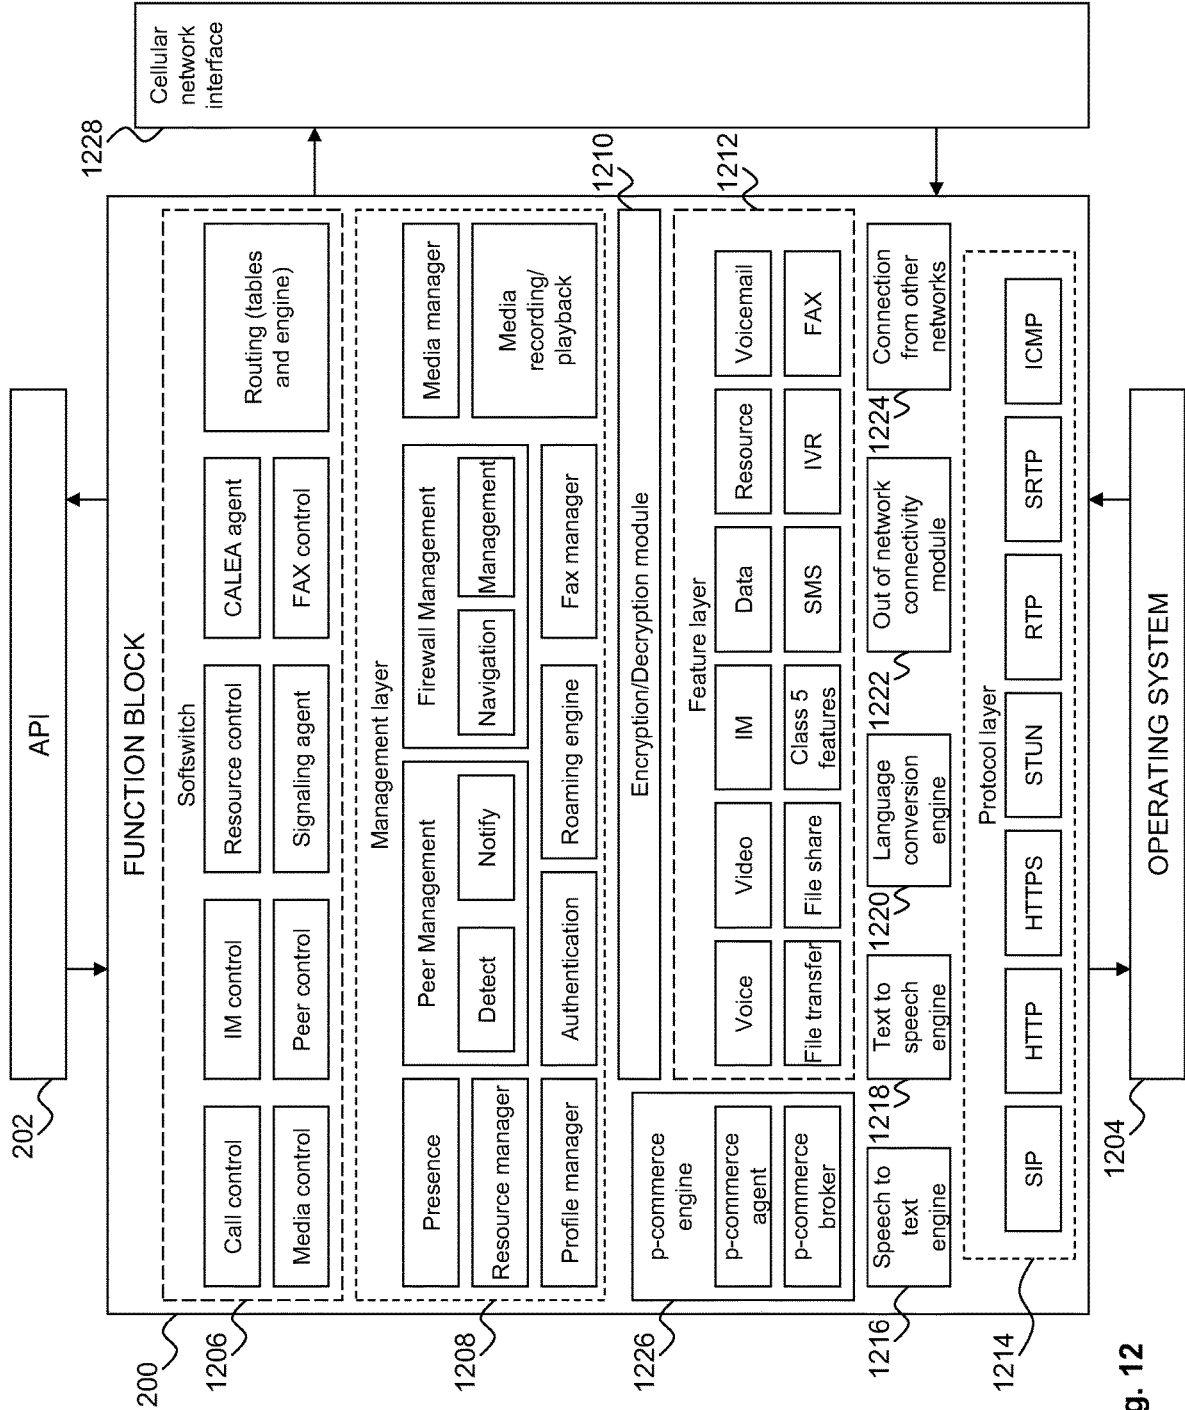 202
API
200
FUNCTION BLOCK
1206
Softswitch
Call control
IM control
Resource control
CALEA agent
Routing (tables
and engine)
Media control
Peer control
Signaling agent
FAX control
1228
Cellular
network
interface
1208
Management layer
Presence
Peer Management
Detect
Notify
Firewall Management
Navigation
Management
Media manager
Resource manager
Media
recording/
playback
Profile manager
Authentication
Roaming engine
Fax manager
1210
Encryption/Decryption module
1226
p-commerce
engine
p-commerce
agent
p-commerce
broker
1212
Feature layer
Voice
Video
IM
Data
Resource
Voicemail
File transfer
File share
Class 5
features
SMS
IVR
FAX
1216
Speech to
text
engine
1218
Text to
speech
engine
1220
Language
conversion
engine
1222
Out of network
connectivity
module
1224
Connection
from other
networks
1214
Protocol layer
SIP
HTTP
HTTPS
STUN
RTP
SRTP
ICMP
1204
OPERATING SYSTEM
g. 12